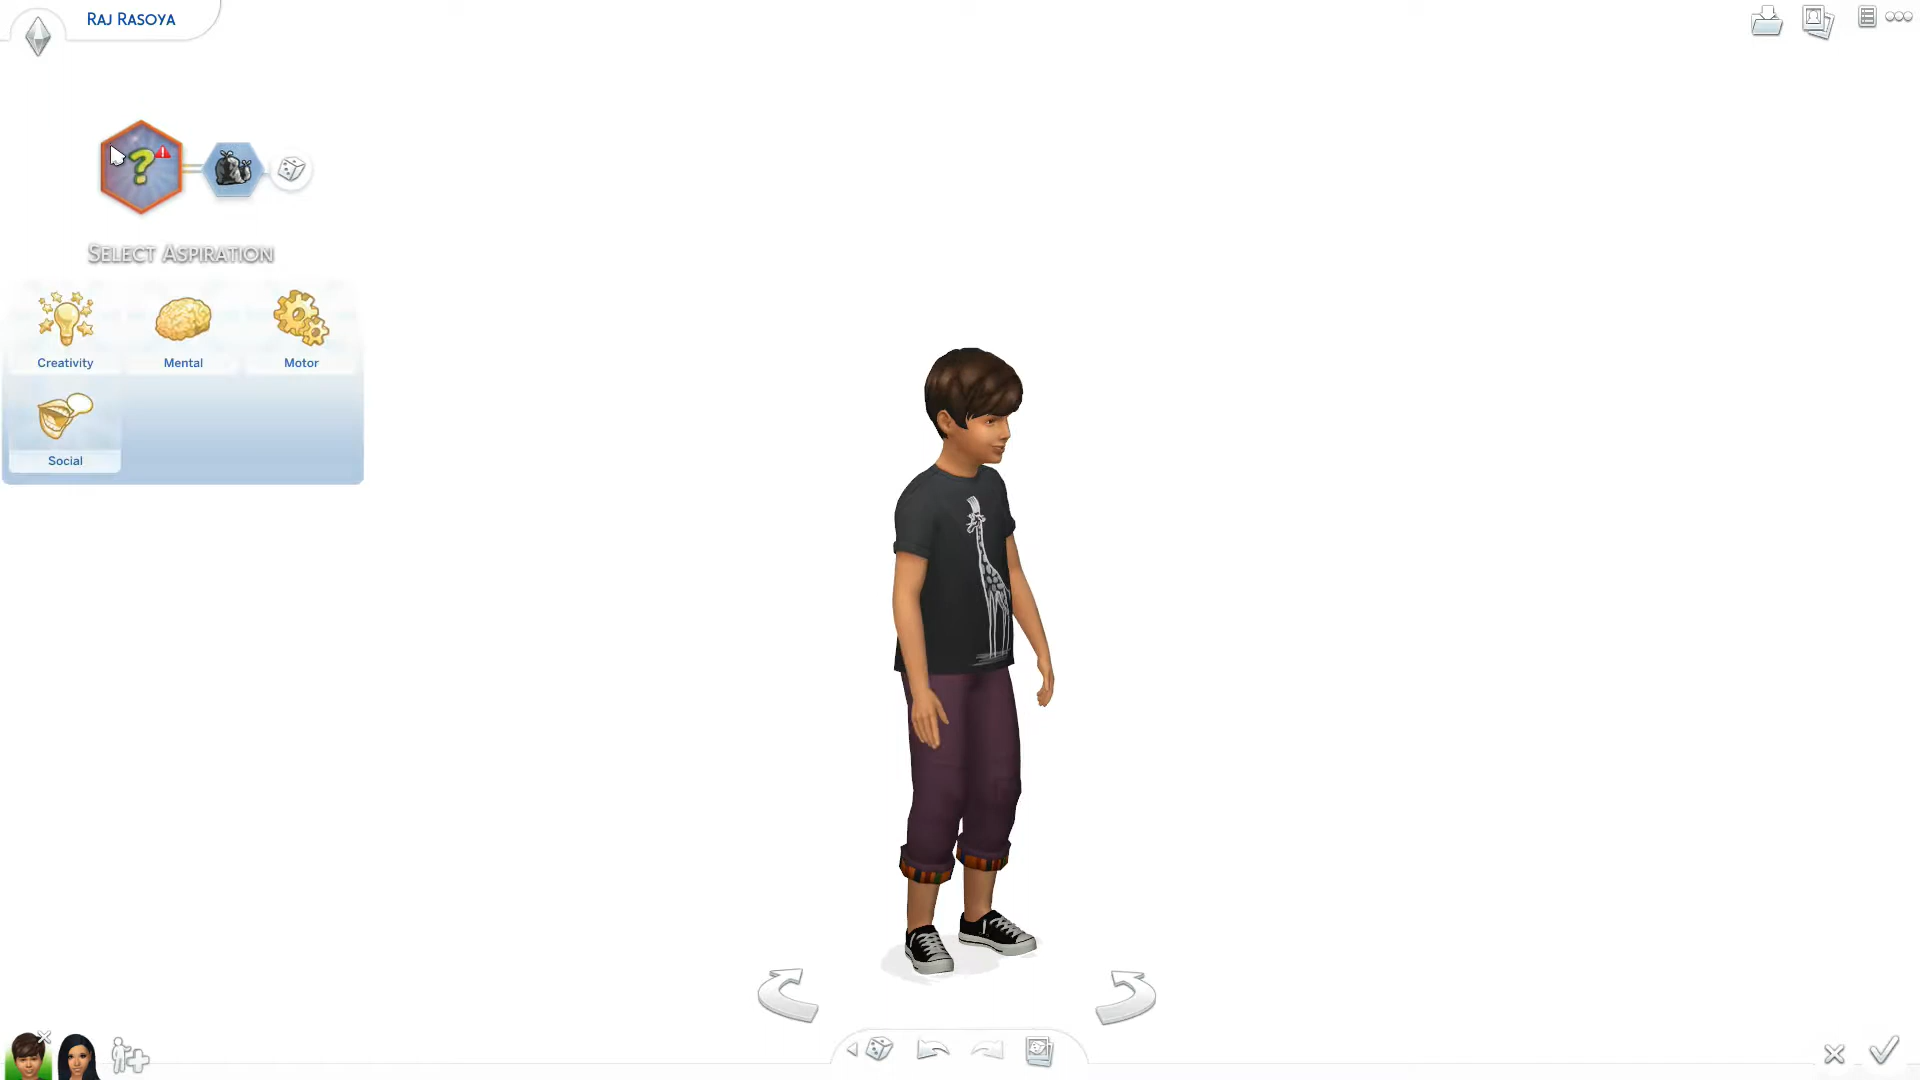 RAJ RASOYA
SELECT ASPIRATION
Creativity
Mental
Motor
Social